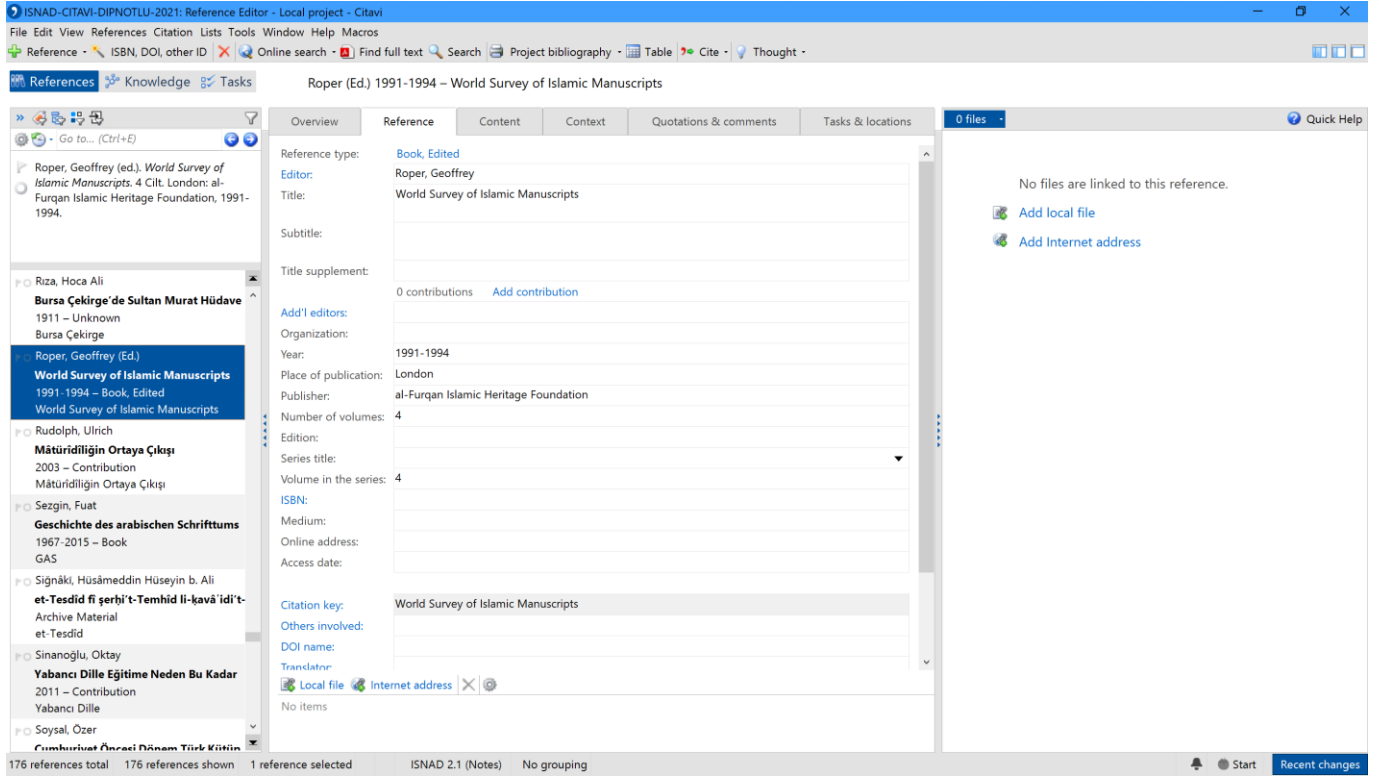 ISNAD-CITAVI-DIPNOTLU-2021: Reference Editor - Local project - Citavi
File Edit View References Citation Lists Tools Window Help Macros
Reference ISBN, DOI, other ID Online search Find full text Search Project bibliography Table Cite Thought
References Knowledge Tasks
Roper (Ed.) 1991-1994 – World Survey of Islamic Manuscripts
Go to... (Ctrl+E)
Roper, Geoffrey (ed.). World Survey of
Islamic Manuscripts. 4 Cilt. London: al-
Furqan Islamic Heritage Foundation, 1991-
1994.
Rıza, Hoca Ali
Bursa Çekirge'de Sultan Murat Hüdave
1911 – Unknown
Bursa Çekirge
Roper, Geoffrey (Ed.)
World Survey of Islamic Manuscripts
1991-1994 – Book, Edited
World Survey of Islamic Manuscripts
Rudolph, Ulrich
Mâtürîdîliğin Ortaya Çıkışı
2003 – Contribution
Mâtürîdîliğin Ortaya Çıkışı
Sezgin, Fuat
Geschichte des arabischen Schrifttums
1967-2015 – Book
GAS
Siğnâkī, Hüsâmeddin Hüseyin b. Ali
et-Tesdîd fî şerḥi't-Temhîd li-ḳavâʿidi't-
Archive Material
et-Tesdîd
Sinanoğlu, Oktay
Yabancı Dille Eğitime Neden Bu Kadar
2011 – Contribution
Yabancı Dille
Soysal, Özer
Cumhuriyet Öncesi Dönem Türk Kütün
Overview Reference Content Context Quotations & comments Tasks & locations
Reference type: Book, Edited
Editor: Roper, Geoffrey
Title: World Survey of Islamic Manuscripts
Subtitle:
Title supplement:
0 contributions Add contribution
Add'l editors:
Organization:
Year: 1991-1994
Place of publication: London
Publisher: al-Furqan Islamic Heritage Foundation
Number of volumes: 4
Edition:
Series title:
Volume in the series: 4
ISBN:
Medium:
Online address:
Access date:
Citation key: World Survey of Islamic Manuscripts
Others involved:
DOI name:
Translator:
Local file Internet address
No items
0 files
Quick Help
No files are linked to this reference.
Add local file
Add Internet address
176 references total 176 references shown 1 reference selected ISNAD 2.1 (Notes) No grouping Start Recent changes